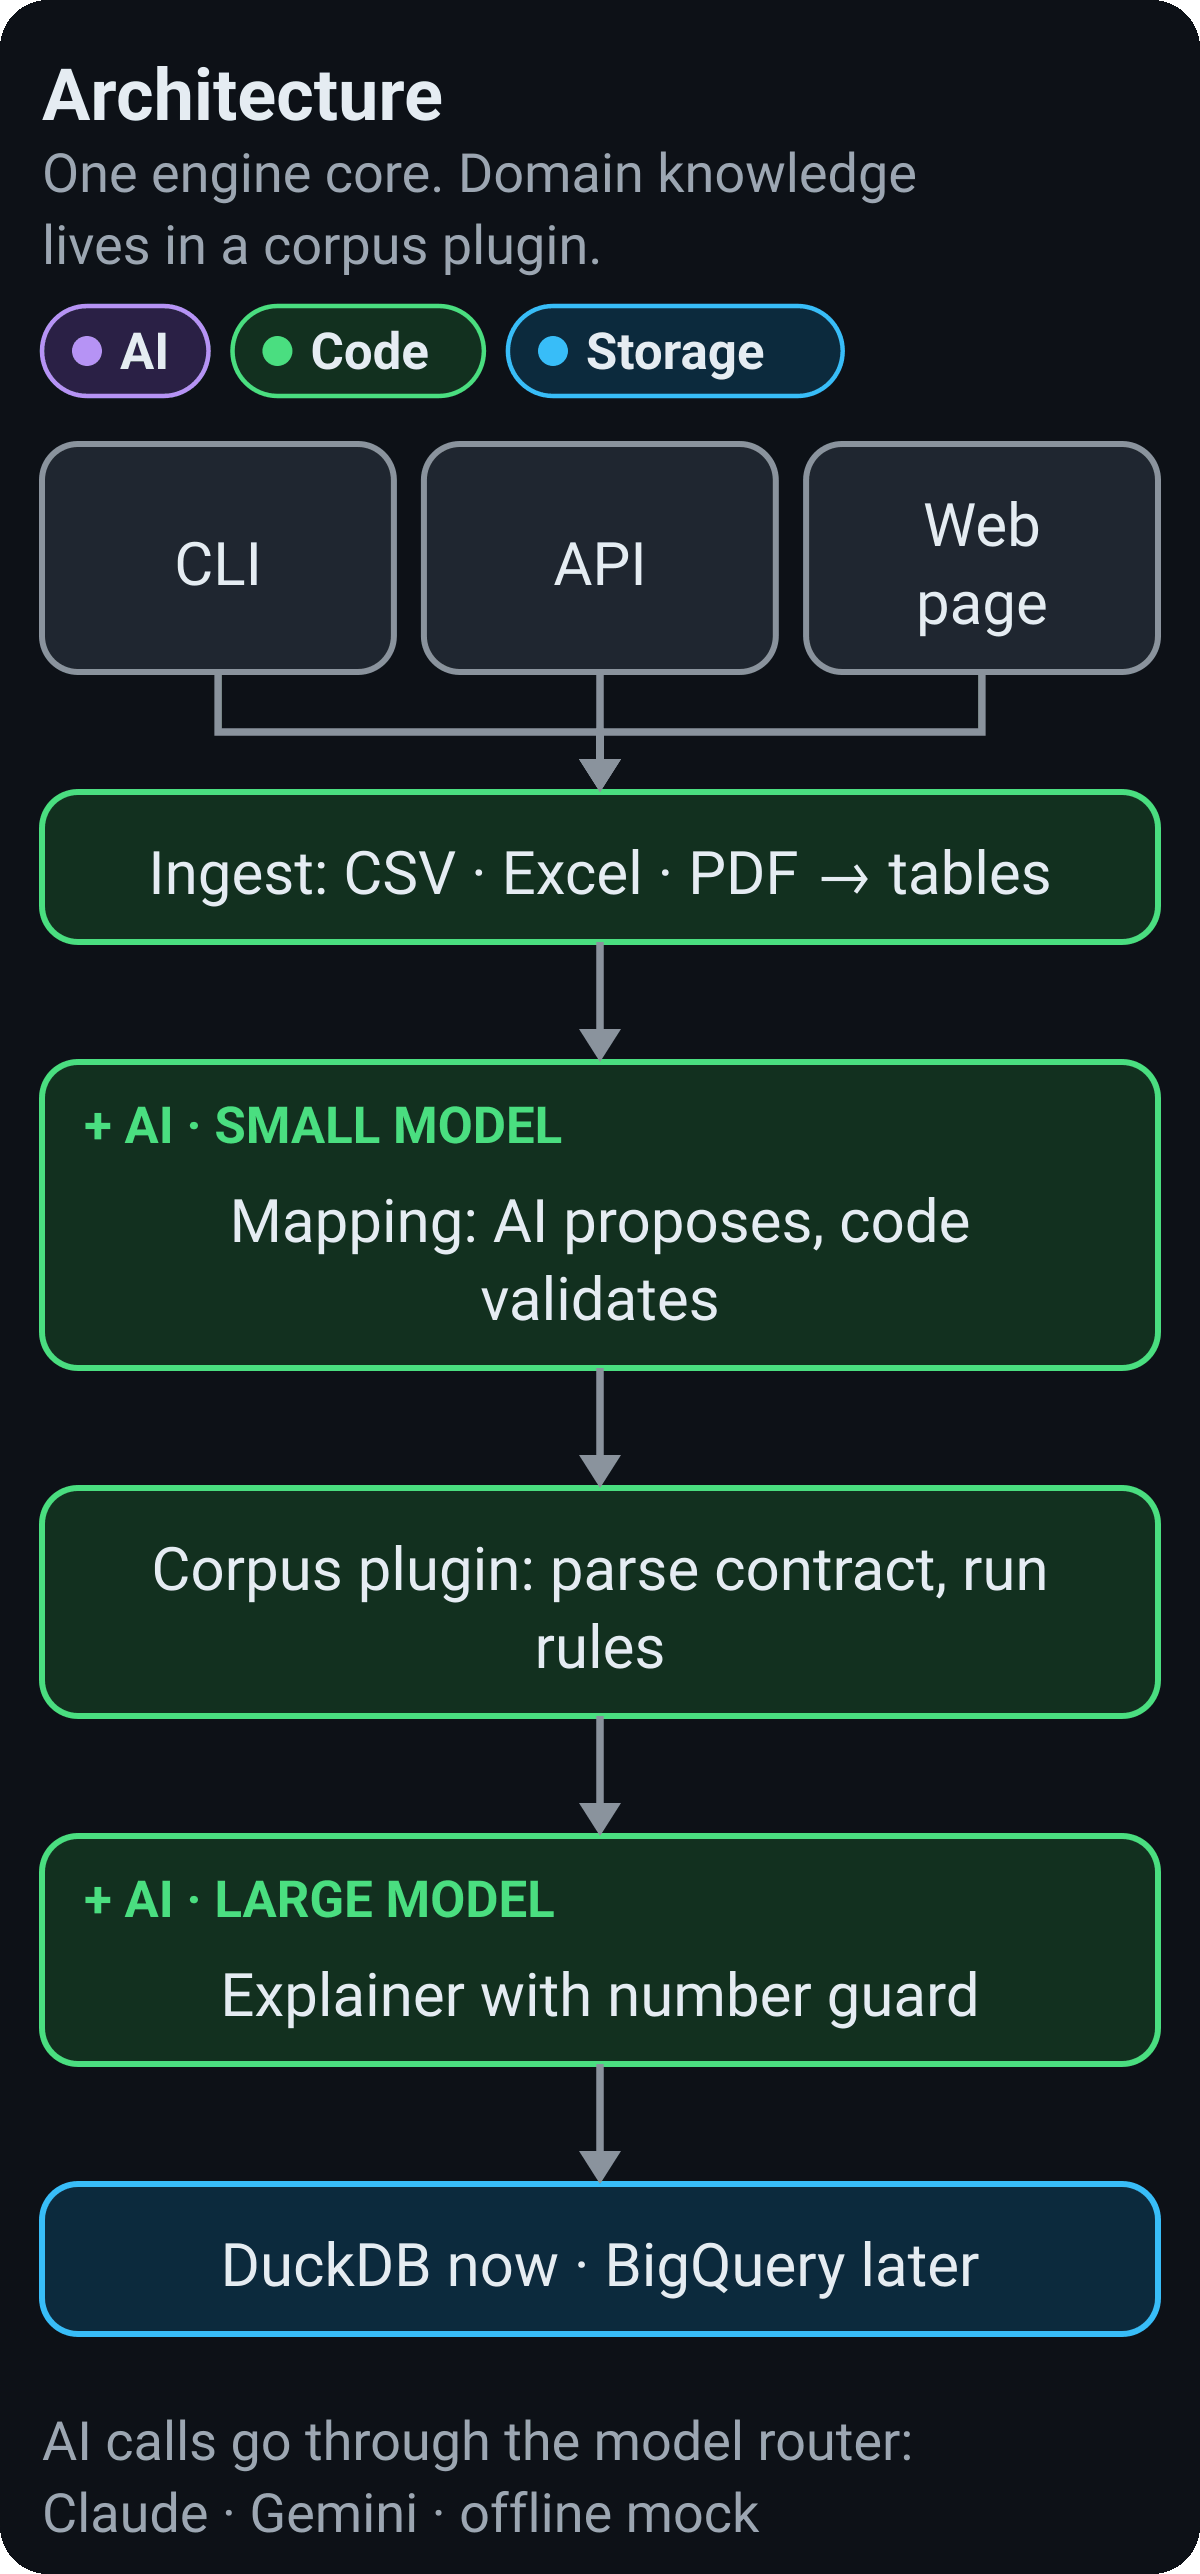 Architecture
One engine core. Domain knowledge
lives in a corpus plugin.
AI
Code
Storage
CLI
API
Web
page
Ingest: CSV · Excel · PDF → tables
+ AI · SMALL MODEL
Mapping: AI proposes, code
validates
Corpus plugin: parse contract, run
rules
+ AI · LARGE MODEL
Explainer with number guard
DuckDB now · BigQuery later
AI calls go through the model router:
Claude · Gemini · offline mock